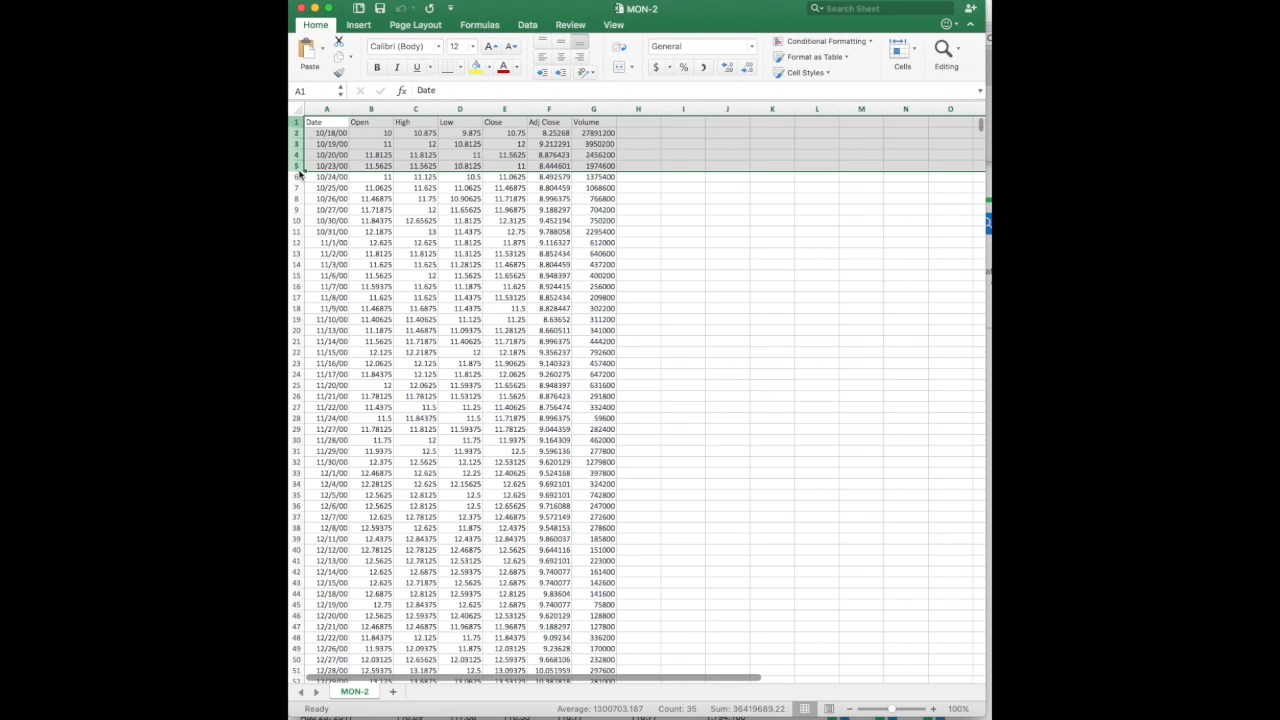 MON-2
Search Sheet
Home Insert Page Layout Formulas Data Review View
Paste
Calibri (Body) 12
General
Conditional Formatting
Format as Table
Cell Styles
Cells
Editing
A1 fx Date
A B C D E F G H I J K L M N O
1 Date Open High Low Close Adj Close Volume
2 10/18/00 10 10.875 9.875 10.75 8.25268 27891200
3 10/19/00 11 12 10.8125 12 9.212291 3950200
4 10/20/00 11.8125 11.8125 11 11.5625 8.876423 2456200
5 10/23/00 11.5625 11.5625 10.8125 11 8.444601 1974600
6 10/24/00 11 11.125 10.5 11.0625 8.492579 1375400
7 10/25/00 11.0625 11.625 11.0625 11.46875 8.804459 1068600
8 10/26/00 11.46875 11.75 10.90625 11.71875 8.996375 766800
9 10/27/00 11.71875 12 11.65625 11.96875 9.188297 704200
10 10/30/00 11.84375 12.65625 11.8125 12.3125 9.452194 750200
11 10/31/00 12.1875 13 11.4375 12.75 9.788058 2295400
12 11/1/00 12.625 12.625 11.8125 11.875 9.116327 612000
13 11/2/00 11.8125 11.8125 11.3125 11.53125 8.852434 640600
14 11/3/00 11.625 11.625 11.28125 11.46875 8.804459 437200
15 11/6/00 11.5625 12 11.5625 11.65625 8.948397 400200
16 11/7/00 11.59375 11.625 11.1875 11.625 8.924415 256000
17 11/8/00 11.625 11.625 11.4375 11.53125 8.852434 209800
18 11/9/00 11.46875 11.6875 11.4375 11.5 8.828447 302200
19 11/10/00 11.40625 11.40625 11.125 11.25 8.63652 311200
20 11/13/00 11.1875 11.46875 11.09375 11.28125 8.660511 341000
21 11/14/00 11.5625 11.71875 11.40625 11.71875 8.996375 444200
22 11/15/00 12.125 12.21875 12 12.1875 9.356237 792600
23 11/16/00 12.0625 12.125 11.875 11.90625 9.140323 457400
24 11/17/00 11.84375 12.125 11.8125 12.0625 9.260275 647200
25 11/20/00 12 12.0625 11.59375 11.65625 8.948397 631600
26 11/21/00 11.78125 11.78125 11.53125 11.5625 8.876423 291800
27 11/22/00 11.4375 11.5 11.25 11.40625 8.756474 332400
28 11/24/00 11.5 11.84375 11.5 11.71875 8.996375 59600
29 11/27/00 11.78125 11.8125 11.59375 11.78125 9.044359 282400
30 11/28/00 11.75 12 11.75 11.9375 9.164309 462000
31 11/29/00 11.9375 12.5 11.9375 12.5 9.596136 277800
32 11/30/00 12.375 12.5625 12.125 12.53125 9.620129 1279800
33 12/1/00 12.46875 12.625 12.25 12.40625 9.524168 397800
34 12/4/00 12.28125 12.625 12.15625 12.625 9.692101 324200
35 12/5/00 12.5625 12.8125 12.5 12.625 9.692101 742800
36 12/6/00 12.5625 12.8125 12.5 12.65625 9.716088 247000
37 12/7/00 12.625 12.78125 12.375 12.46875 9.572149 272600
38 12/8/00 12.59375 12.625 11.875 12.4375 9.548153 278600
39 12/11/00 12.4375 12.84375 12.4375 12.84375 9.860037 185800
40 12/12/00 12.78125 12.78125 12.46875 12.5625 9.644116 151000
41 12/13/00 12.5625 12.78125 12.53125 12.625 9.692101 223000
42 12/14/00 12.625 12.6875 12.59375 12.6875 9.740077 161400
43 12/15/00 12.625 12.71875 12.5625 12.6875 9.740077 142600
44 12/18/00 12.6875 12.8125 12.59375 12.8125 9.83604 141600
45 12/19/00 12.75 12.84375 12.625 12.6875 9.740077 75800
46 12/20/00 12.5625 12.59375 12.40625 12.53125 9.620129 128800
47 12/21/00 12.46875 12.46875 11.96875 11.96875 9.188297 127800
48 12/22/00 11.84375 12.125 11.75 11.84375 9.09234 336200
49 12/26/00 11.9375 12.09375 11.875 12.03125 9.23628 170000
50 12/27/00 12.03125 12.65625 12.03125 12.59375 9.668106 232800
51 12/28/00 12.59375 13.1875 12.5 13.09375 10.051959 297600
MON-2
Ready Average: 1300703.187 Count: 35 Sum: 36419689.22 100%